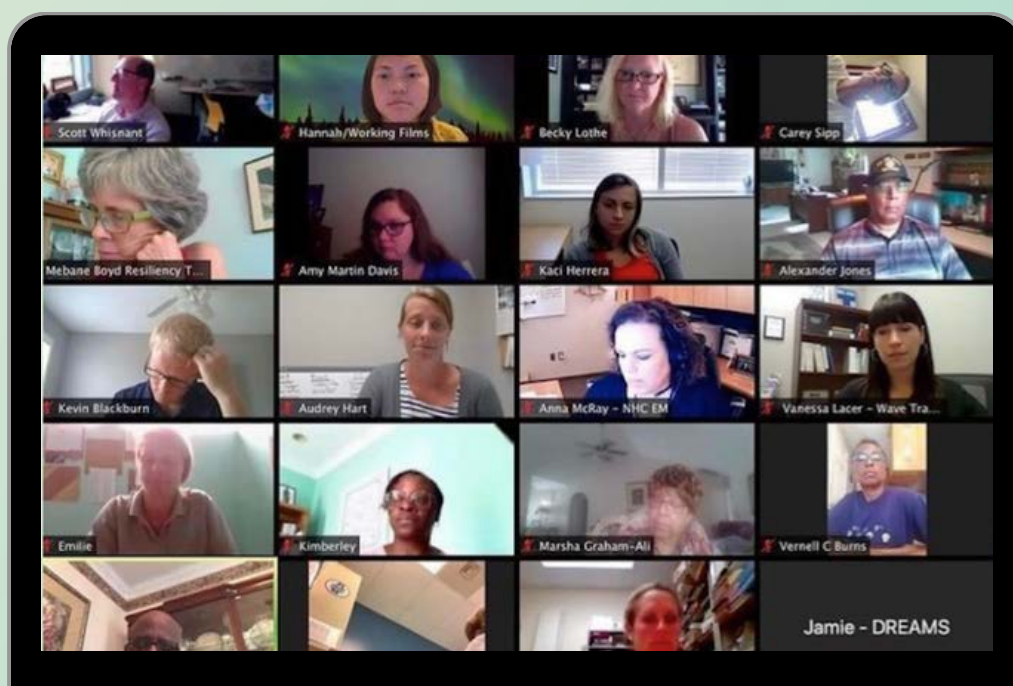 Scott Whisnant
Hannah/Working Films
Becky Lothe
Carey Sipp
Mebane Boyd Resiliency T...
Amy Martin Davis
Kaci Herrera
Alexander Jones
Kevin Blackburn
Audrey Hart
Anna McRay - NHC EM
Vanessa Lacer - Wave Tra...
Emilie
Kimberley
Marsha Graham-Ali
Vernell C Burns
Jamie - DREAMS